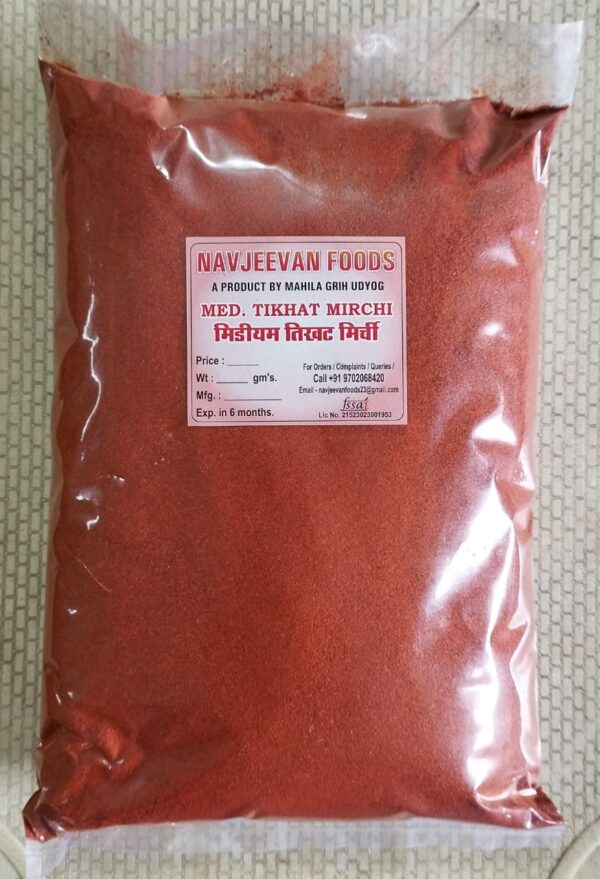 NAVJEEVAN FOODS
A PRODUCT BY MAHILA GRIH UDYOG
MED. TIKHAT MIRCHI
मिडीयम तिखट मिर्ची
Price : ______
Wt : ______ gm's.
Mfg. : ______
Exp. in 6 months.
For Orders / Complaints / Queries /
Call +91 9702068420
Email - navjeevanfoods23@gmail.com
fssai
Lic No. 21523023001953